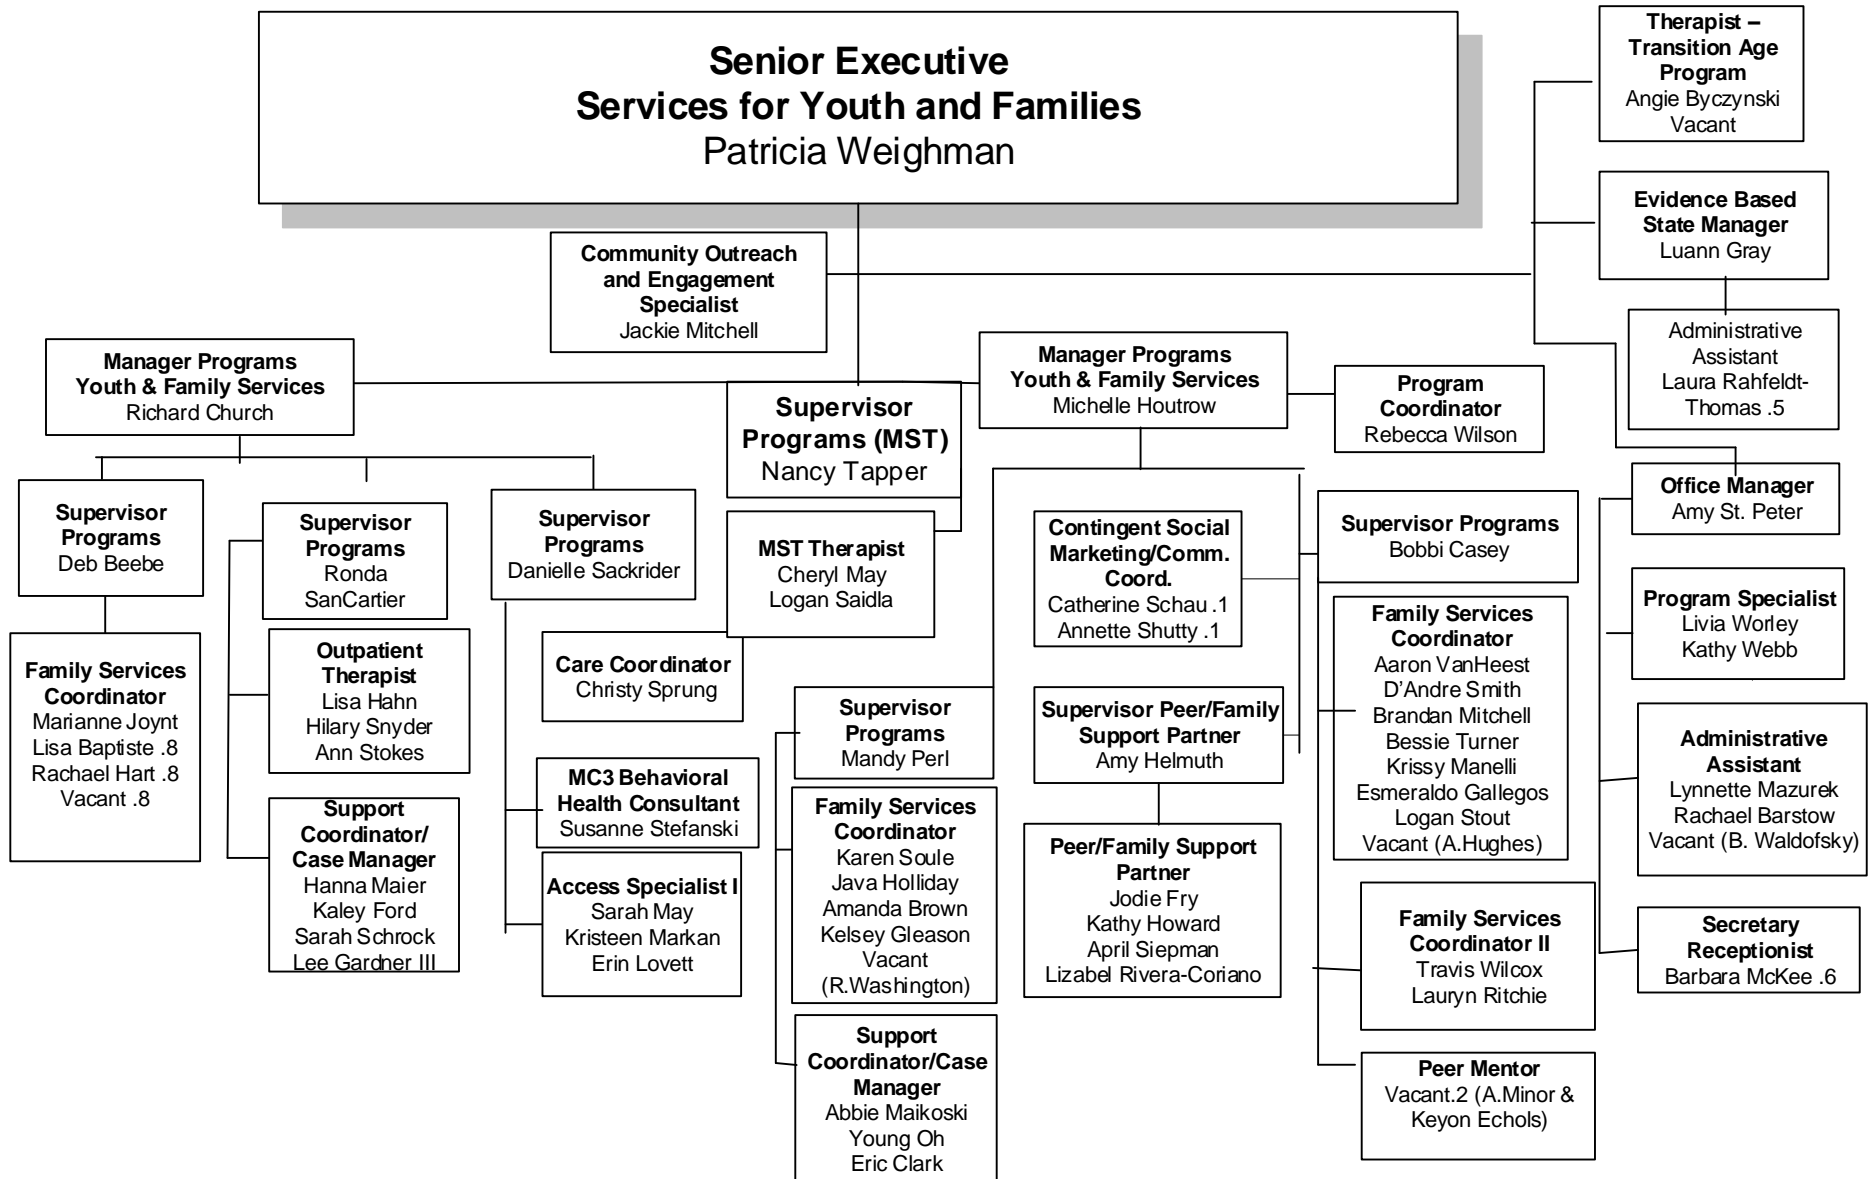 Senior Executive
Services for Youth and Families
Patricia Weighman
Therapist –
Transition Age
Program
Angie Byczynski
Vacant
Evidence Based
State Manager
Luann Gray
Administrative
Assistant
Laura Rahfeldt-
Thomas .5
Community Outreach
and Engagement
Specialist
Jackie Mitchell
Manager Programs
Youth & Family Services
Richard Church
Supervisor
Programs (MST)
Nancy Tapper
Manager Programs
Youth & Family Services
Michelle Houtrow
Program
Coordinator
Rebecca Wilson
Supervisor
Programs
Deb Beebe
Family Services
Coordinator
Marianne Joynt
Lisa Baptiste .8
Rachael Hart .8
Vacant .8
Supervisor
Programs
Ronda
SanCartier
Outpatient
Therapist
Lisa Hahn
Hilary Snyder
Ann Stokes
Support
Coordinator/
Case Manager
Hanna Maier
Kaley Ford
Sarah Schrock
Lee Gardner III
Supervisor
Programs
Danielle Sackrider
Care Coordinator
Christy Sprung
MC3 Behavioral
Health Consultant
Susanne Stefanski
Access Specialist I
Sarah May
Kristeen Markan
Erin Lovett
MST Therapist
Cheryl May
Logan Saidla
Supervisor
Programs
Mandy Perl
Family Services
Coordinator
Karen Soule
Java Holliday
Amanda Brown
Kelsey Gleason
Vacant
(R.Washington)
Support
Coordinator/Case
Manager
Abbie Maikoski
Young Oh
Eric Clark
Contingent Social
Marketing/Comm.
Coord.
Catherine Schau .1
Annette Shutty .1
Supervisor Peer/Family
Support Partner
Amy Helmuth
Peer/Family Support
Partner
Jodie Fry
Kathy Howard
April Siepman
Lizabel Rivera-Coriano
Supervisor Programs
Bobbi Casey
Family Services
Coordinator
Aaron VanHeest
D'Andre Smith
Brandan Mitchell
Bessie Turner
Krissy Manelli
Esmeraldo Gallegos
Logan Stout
Vacant (A.Hughes)
Family Services
Coordinator II
Travis Wilcox
Lauryn Ritchie
Peer Mentor
Vacant.2 (A.Minor &
Keyon Echols)
Office Manager
Amy St. Peter
Program Specialist
Livia Worley
Kathy Webb
Administrative
Assistant
Lynnette Mazurek
Rachael Barstow
Vacant (B. Waldofsky)
Secretary
Receptionist
Barbara McKee .6